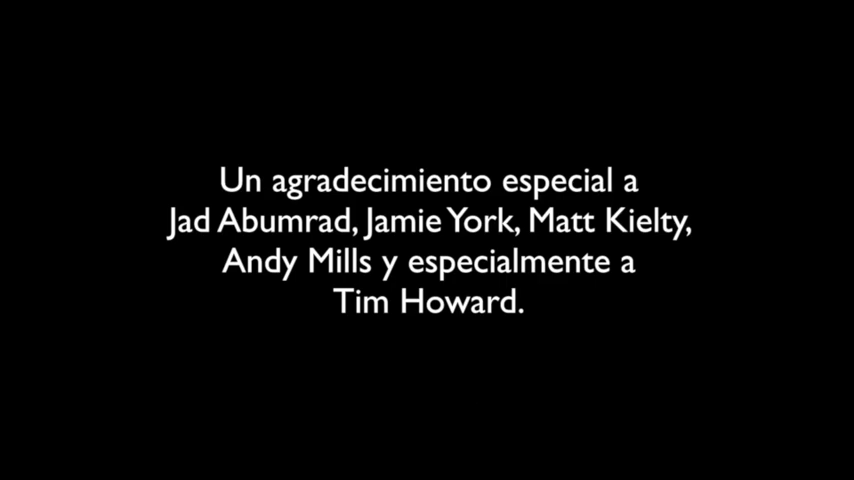 Un agradecimiento especial a
Jad Abumrad, Jamie York, Matt Kielty,
Andy Mills y especialmente a
Tim Howard.